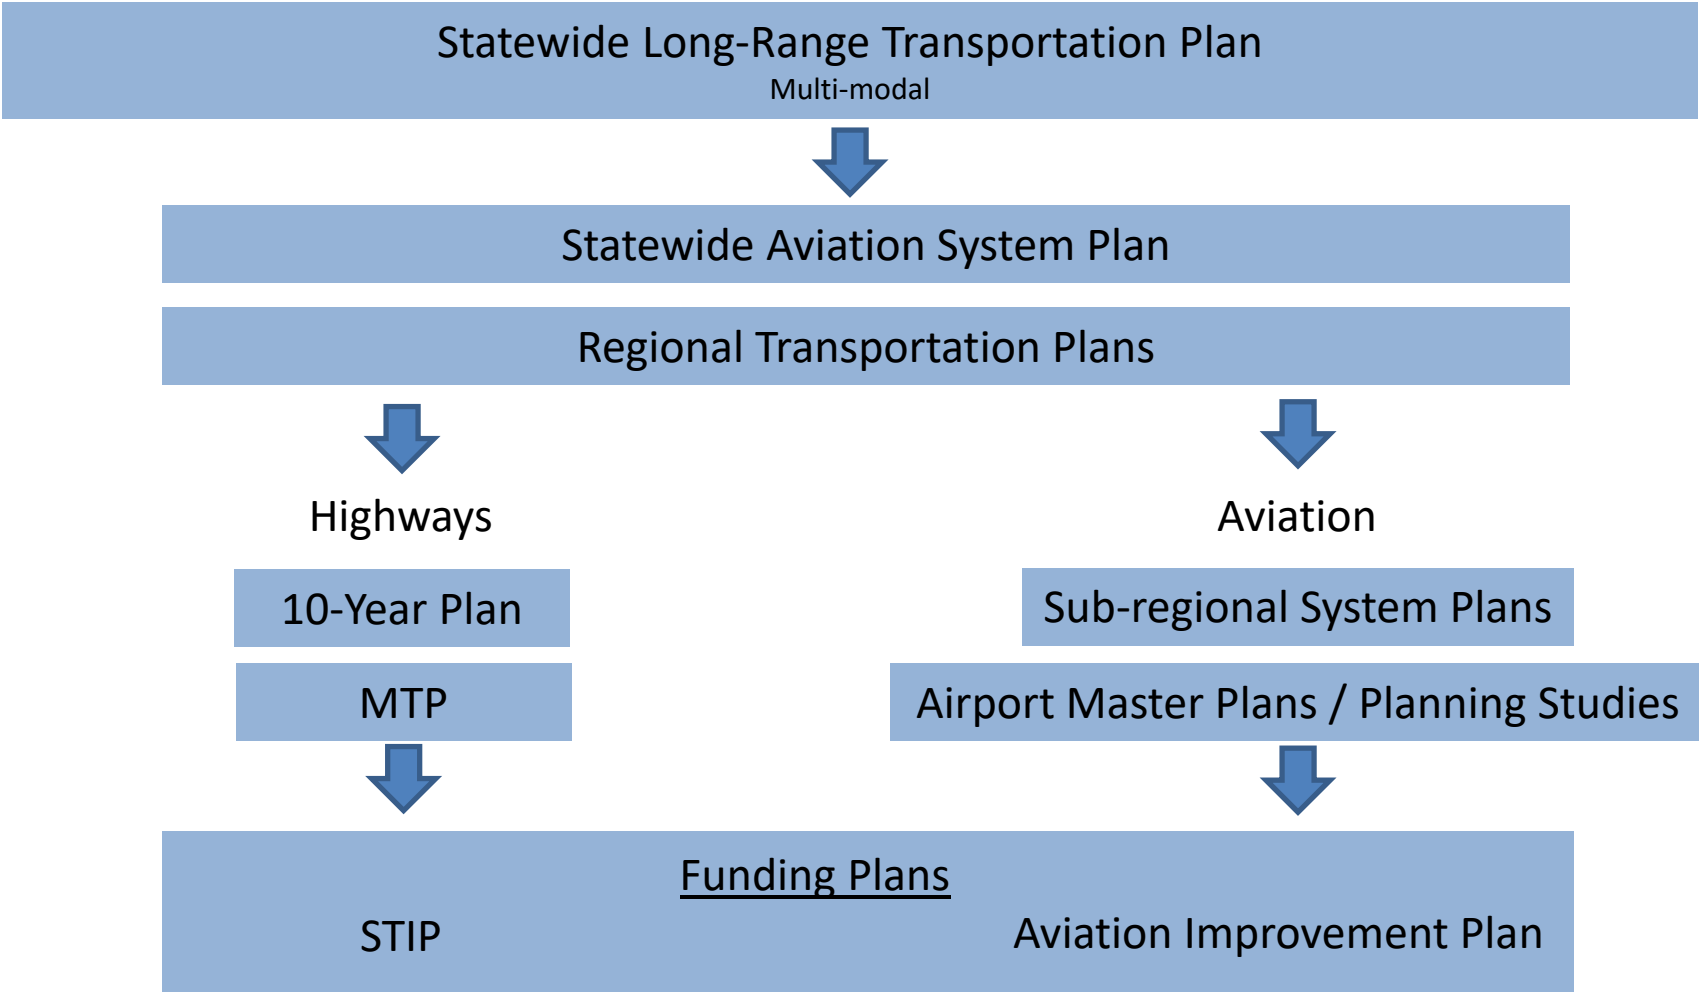 Statewide Long-Range Transportation Plan
Multi-modal
Statewide Aviation System Plan
Regional Transportation Plans
Highways
Aviation
10-Year Plan
Sub-regional System Plans
MTP
Airport Master Plans / Planning Studies
Funding Plans
STIP
Aviation Improvement Plan